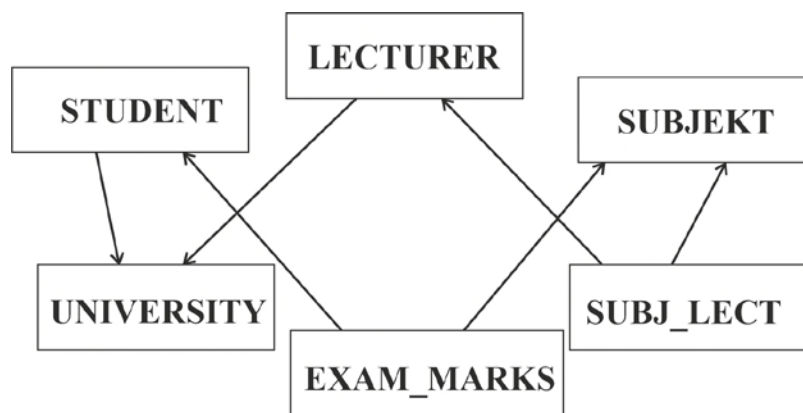 LECTURER
STUDENT
SUBJEKT
UNIVERSITY
SUBJ_LECT
EXAM_MARKS